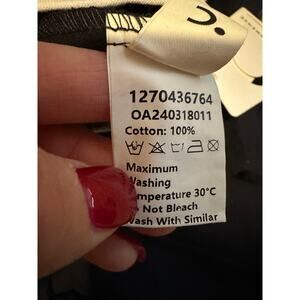 1270436764
OA240318011
Cotton: 100%
Maximum
Washing
Temperature 30°C
Not Bleach
Wash With Similar